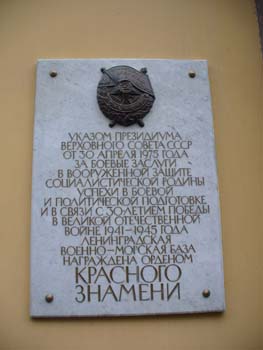 УКАЗОМ ПРЕЗИДИУМА
ВЕРХОВНОГО СОВЕТА СССР
ОТ 30 АПРЕЛЯ 1975 ГОДА
ЗА БОЕВЫЕ ЗАСЛУГИ
В ВООРУЖЕННОЙ ЗАЩИТЕ
СОЦИАЛИСТИЧЕСКОЙ РОДИНЫ
УСПЕХИ В БОЕВОЙ
И ПОЛИТИЧЕСКОЙ ПОДГОТОВКЕ
И В СВЯЗИ С 30-ЛЕТИЕМ ПОБЕДЫ
В ВЕЛИКОЙ ОТЕЧЕСТВЕННОЙ
ВОЙНЕ 1941-1945 ГОДА
ЛЕНИНГРАДСКАЯ
ВОЕННО-МОРСКАЯ БАЗА
НАГРАЖДЕНА ОРДЕНОМ
КРАСНОГО
ЗНАМЕНИ